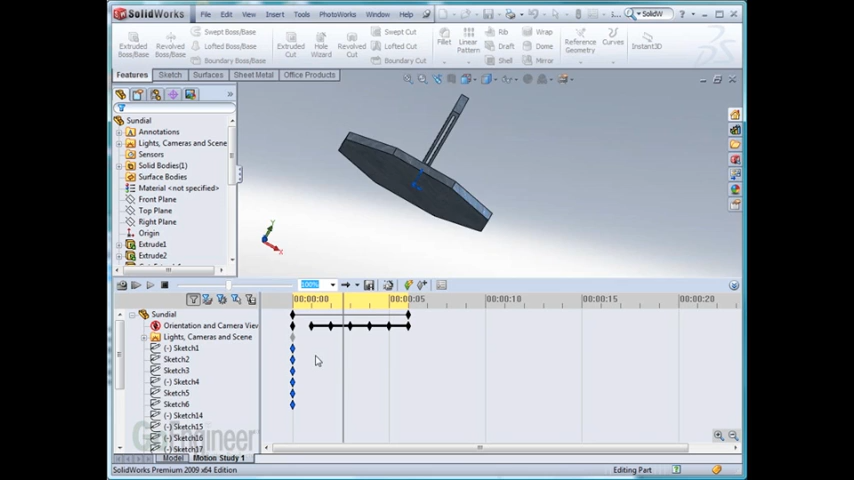 SolidWorks File Edit View Insert Tools PhotoWorks Window SolidW
Extruded Boss/Base Revolved Boss/Base Swept Boss/Base Lofted Boss/Base Boundary Boss/Base Extruded Cut Hole Wizard Revolved Cut Swept Cut Lofted Cut Boundary Cut Fillet Linear Pattern Rib Draft Shell Wrap Dome Mirror Reference Geometry Curves Instant3D
Features Sketch Surfaces Sheet Metal Office Products
Sundial
Annotations
Lights, Cameras and Scene
Sensors
Solid Bodies(1)
Surface Bodies
Material <not specified>
Front Plane
Top Plane
Right Plane
Origin
Extrude1
Extrude2
Y
X
100%
00:00:00 00:00:05 00:00:10 00:00:15 00:00:20
Sundial
Orientation and Camera View
Lights, Cameras and Scene
(-) Sketch1
Sketch2
Sketch3
(-) Sketch4
Sketch5
Sketch6
(-) Sketch14
(-) Sketch15
(-) Sketch16
(-) Sketch17
Model Motion Study 1
SolidWorks Premium 2009 x64 Edition Editing Part